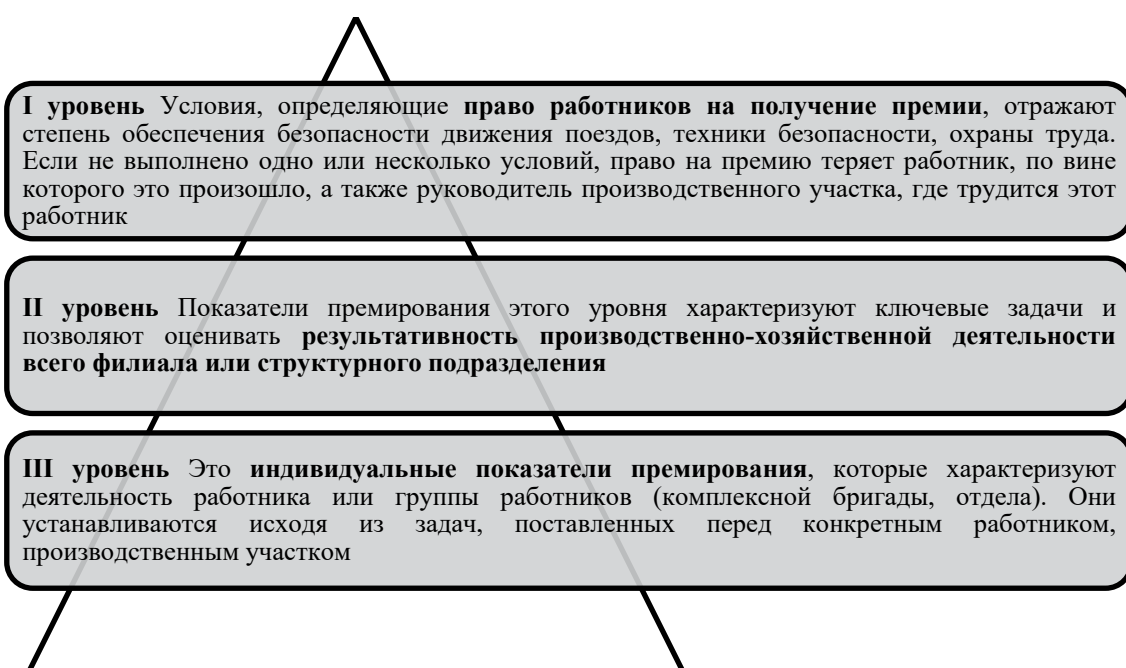 I уровень Условия, определяющие право работников на получение премии, отражают
степень обеспечения безопасности движения поездов, техники безопасности, охраны труда.
Если не выполнено одно или несколько условий, право на премию теряет работник, по вине
которого это произошло, а также руководитель производственного участка, где трудится этот
работник
II уровень Показатели премирования этого уровня характеризуют ключевые задачи и
позволяют оценивать результативность производственно-хозяйственной деятельности
всего филиала или структурного подразделения
III уровень Это индивидуальные показатели премирования, которые характеризуют
деятельность работника или группы работников (комплексной бригады, отдела). Они
устанавливаются исходя из задач, поставленных перед конкретным работником,
производственным участком